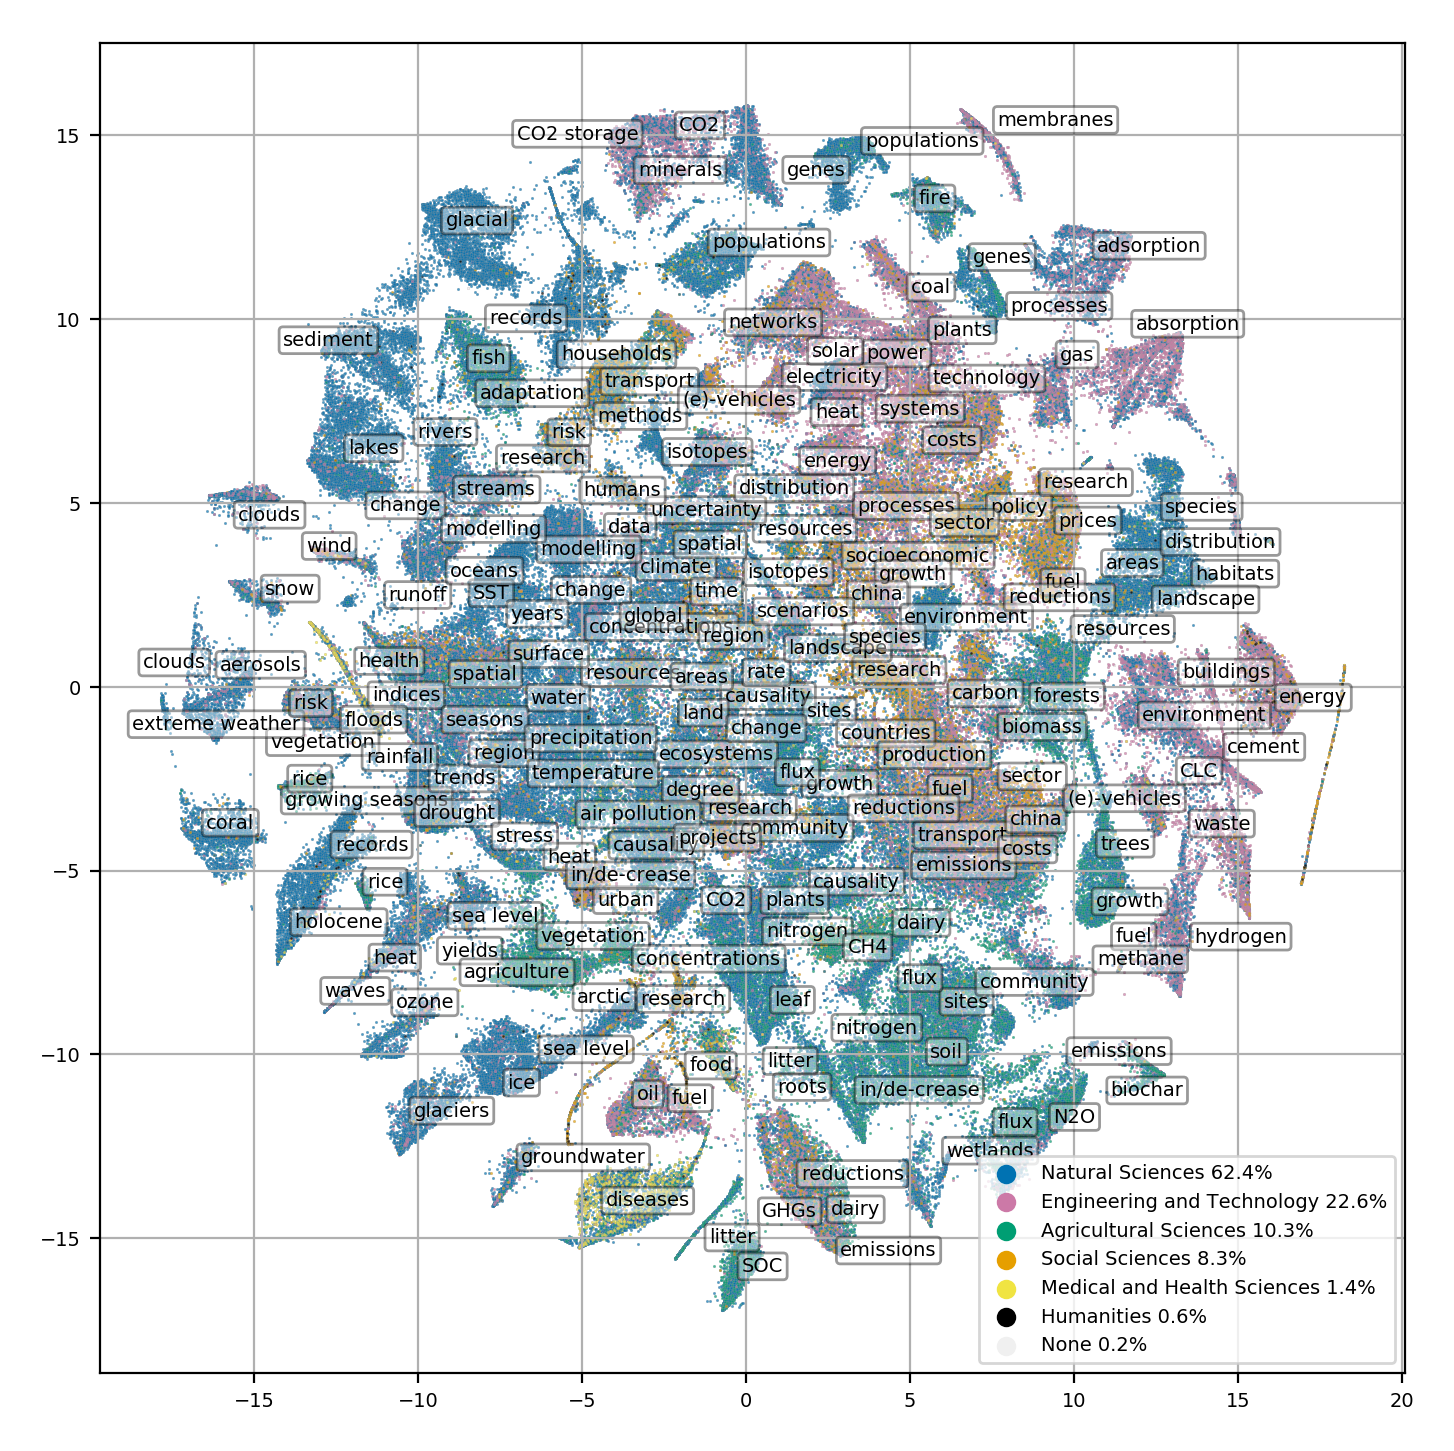 15
10
5
0
−5
−10
−15
membranes
CO2
CO2 storage
populations
minerals
genes
fire
glacial
populations
adsorption
genes
coal
processes
records
networks
plants
absorption
sediment
fish
households
solar
power
gas
adaptation
transport
electricity
technology
(e)-vehicles
methods
heat
systems
rivers
risk
costs
lakes
research
isotopes
energy
streams
humans
distribution
research
change
clouds
uncertainty
processes
policy
species
modelling
data
resources
sector
prices
wind
modelling
spatial
socioeconomic
distribution
oceans
climate
isotopes
growth
fuel
areas
habitats
snow
runoff
SST
change
time
china
reductions
landscape
years
global
concentrations
scenarios
environment
region
species
resources
clouds
aerosols
health
surface
landscape
spatial
resources
areas
rate
research
buildings
risk
indices
water
causality
carbon
forests
energy
extreme weather
floods
seasons
land
sites
biomass
environment
vegetation
rainfall
region
precipitation
change
countries
cement
ecosystems
production
rice
trends
temperature
flux
growth
sector
CLC
growing seasons
drought
degree
fuel
(e)-vehicles
air pollution
research
reductions
china
coral
records
stress
community
transport
waste
causality
projects
costs
trees
heat
emissions
rice
in/de-crease
causality
urban
CO2
plants
growth
holocene
sea level
nitrogen
dairy
fuel
hydrogen
yields
vegetation
CH4
heat
agriculture
concentrations
methane
waves
ozone
arctic
research
leaf
flux
community
sites
nitrogen
sea level
soil
emissions
ice
food
litter
glaciers
oil
fuel
roots
in/de-crease
biochar
flux
N2O
groundwater
wetlands
diseases
reductions
GHGs
dairy
litter
emissions
SOC
Natural Sciences 62.4%
Engineering and Technology 22.6%
Agricultural Sciences 10.3%
Social Sciences 8.3%
Medical and Health Sciences 1.4%
Humanities 0.6%
None 0.2%
−15
−10
−5
0
5
10
15
20